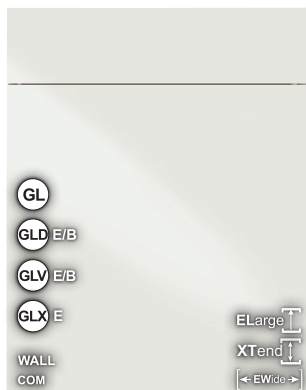 GL
GLD E/B
GLV E/B
GLX E
ELarge
XTend
WALL
COM
EWide